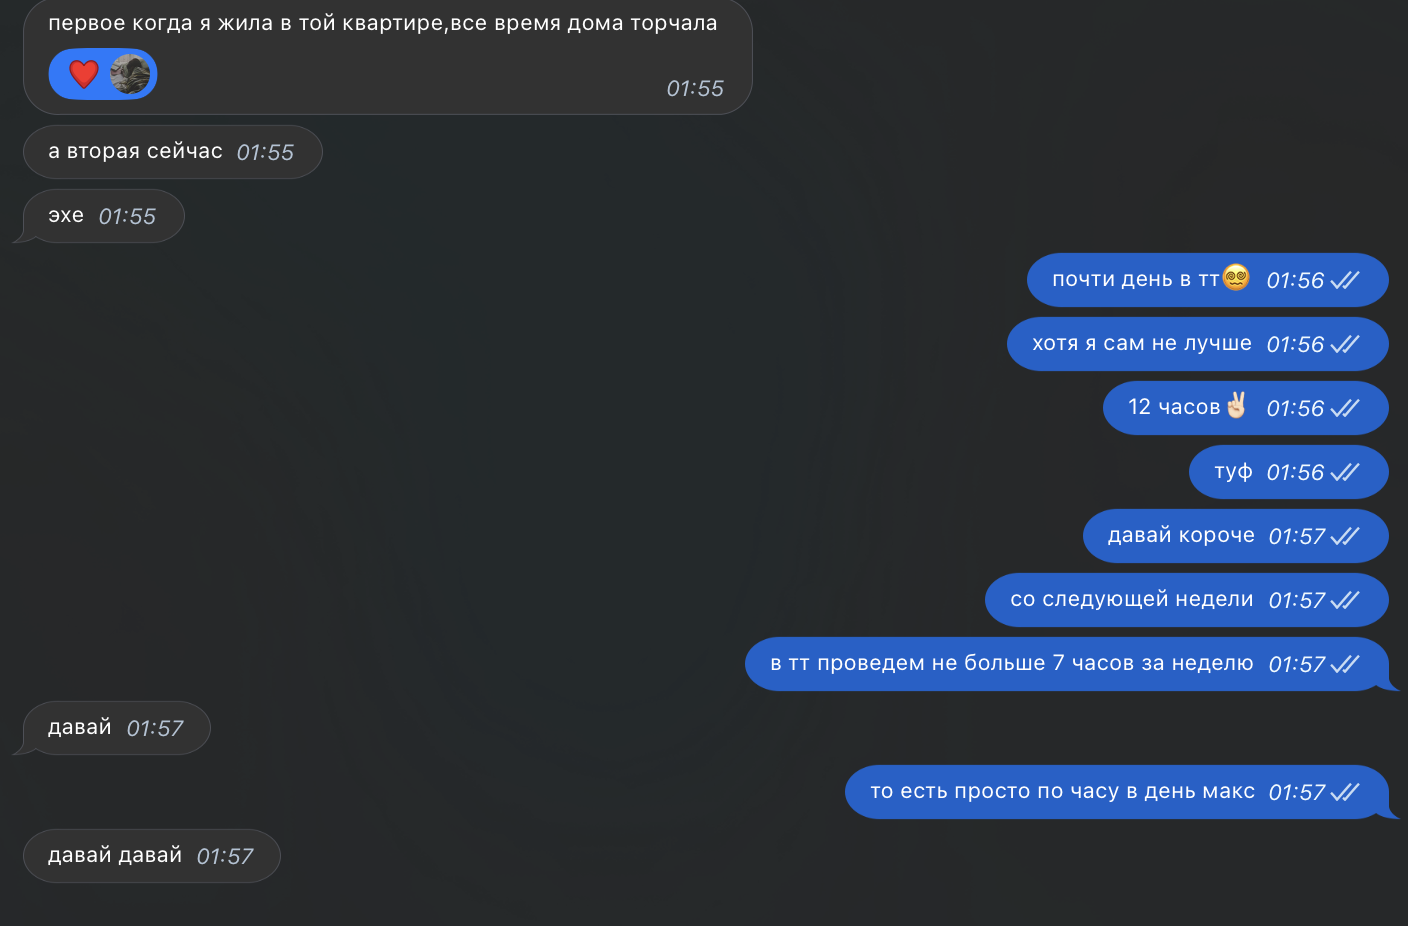 первое когда я жила в той квартире,все время дома торчала
❤️ 01:55
а вторая сейчас 01:55
эхе 01:55
почти день в тт😵‍💫 01:56
хотя я сам не лучше 01:56
12 часов✌🏻 01:56
туф 01:56
давай короче 01:57
со следующей недели 01:57
в тт проведем не больше 7 часов за неделю 01:57
давай 01:57
то есть просто по часу в день макс 01:57
давай давай 01:57